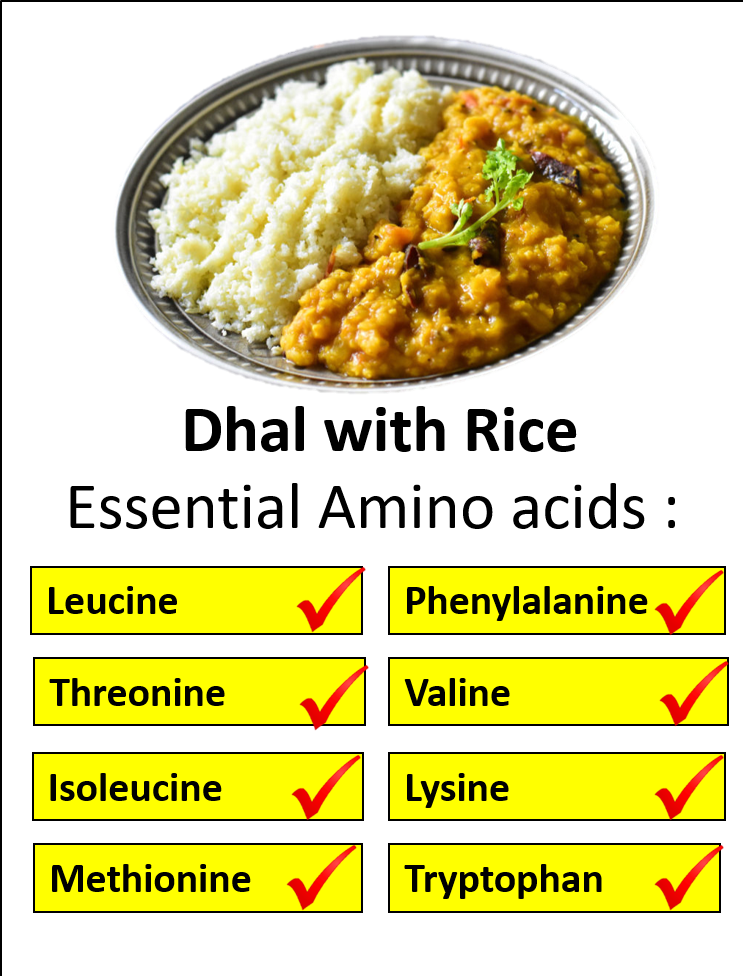 Dhal with Rice
Essential Amino acids :
Leucine
Phenylalanine
Threonine
Valine
Isoleucine
Lysine
Methionine
Tryptophan